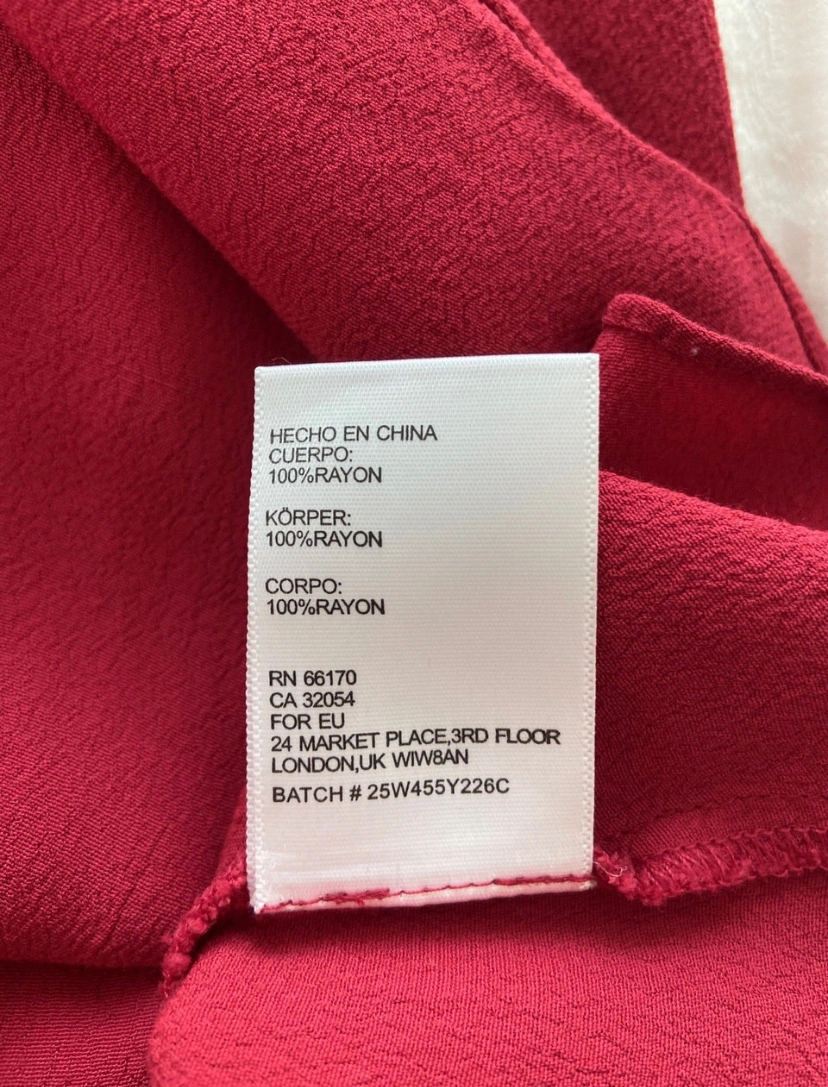 HECHO EN CHINA
CUERPO:
100%RAYON
KÖRPER:
100%RAYON
CORPO:
100%RAYON
RN 66170
CA 32054
FOR EU
24 MARKET PLACE,3RD FLOOR
LONDON,UK WIW8AN
BATCH # 25W455Y226C